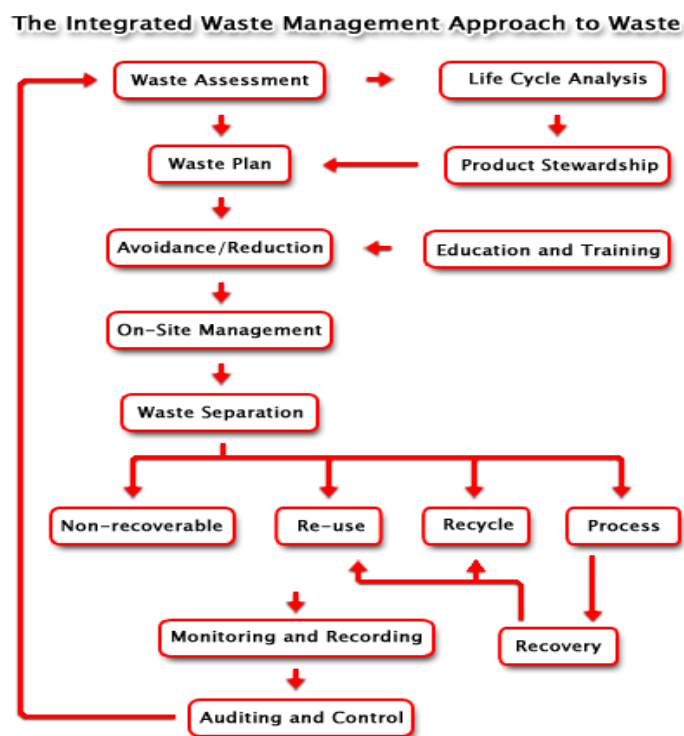 The Integrated Waste Management Approach to Waste
Waste Assessment
Life Cycle Analysis
Waste Plan
Product Stewardship
Avoidance/Reduction
Education and Training
On-Site Management
Waste Separation
Non-recoverable
Re-use
Recycle
Process
Monitoring and Recording
Recovery
Auditing and Control